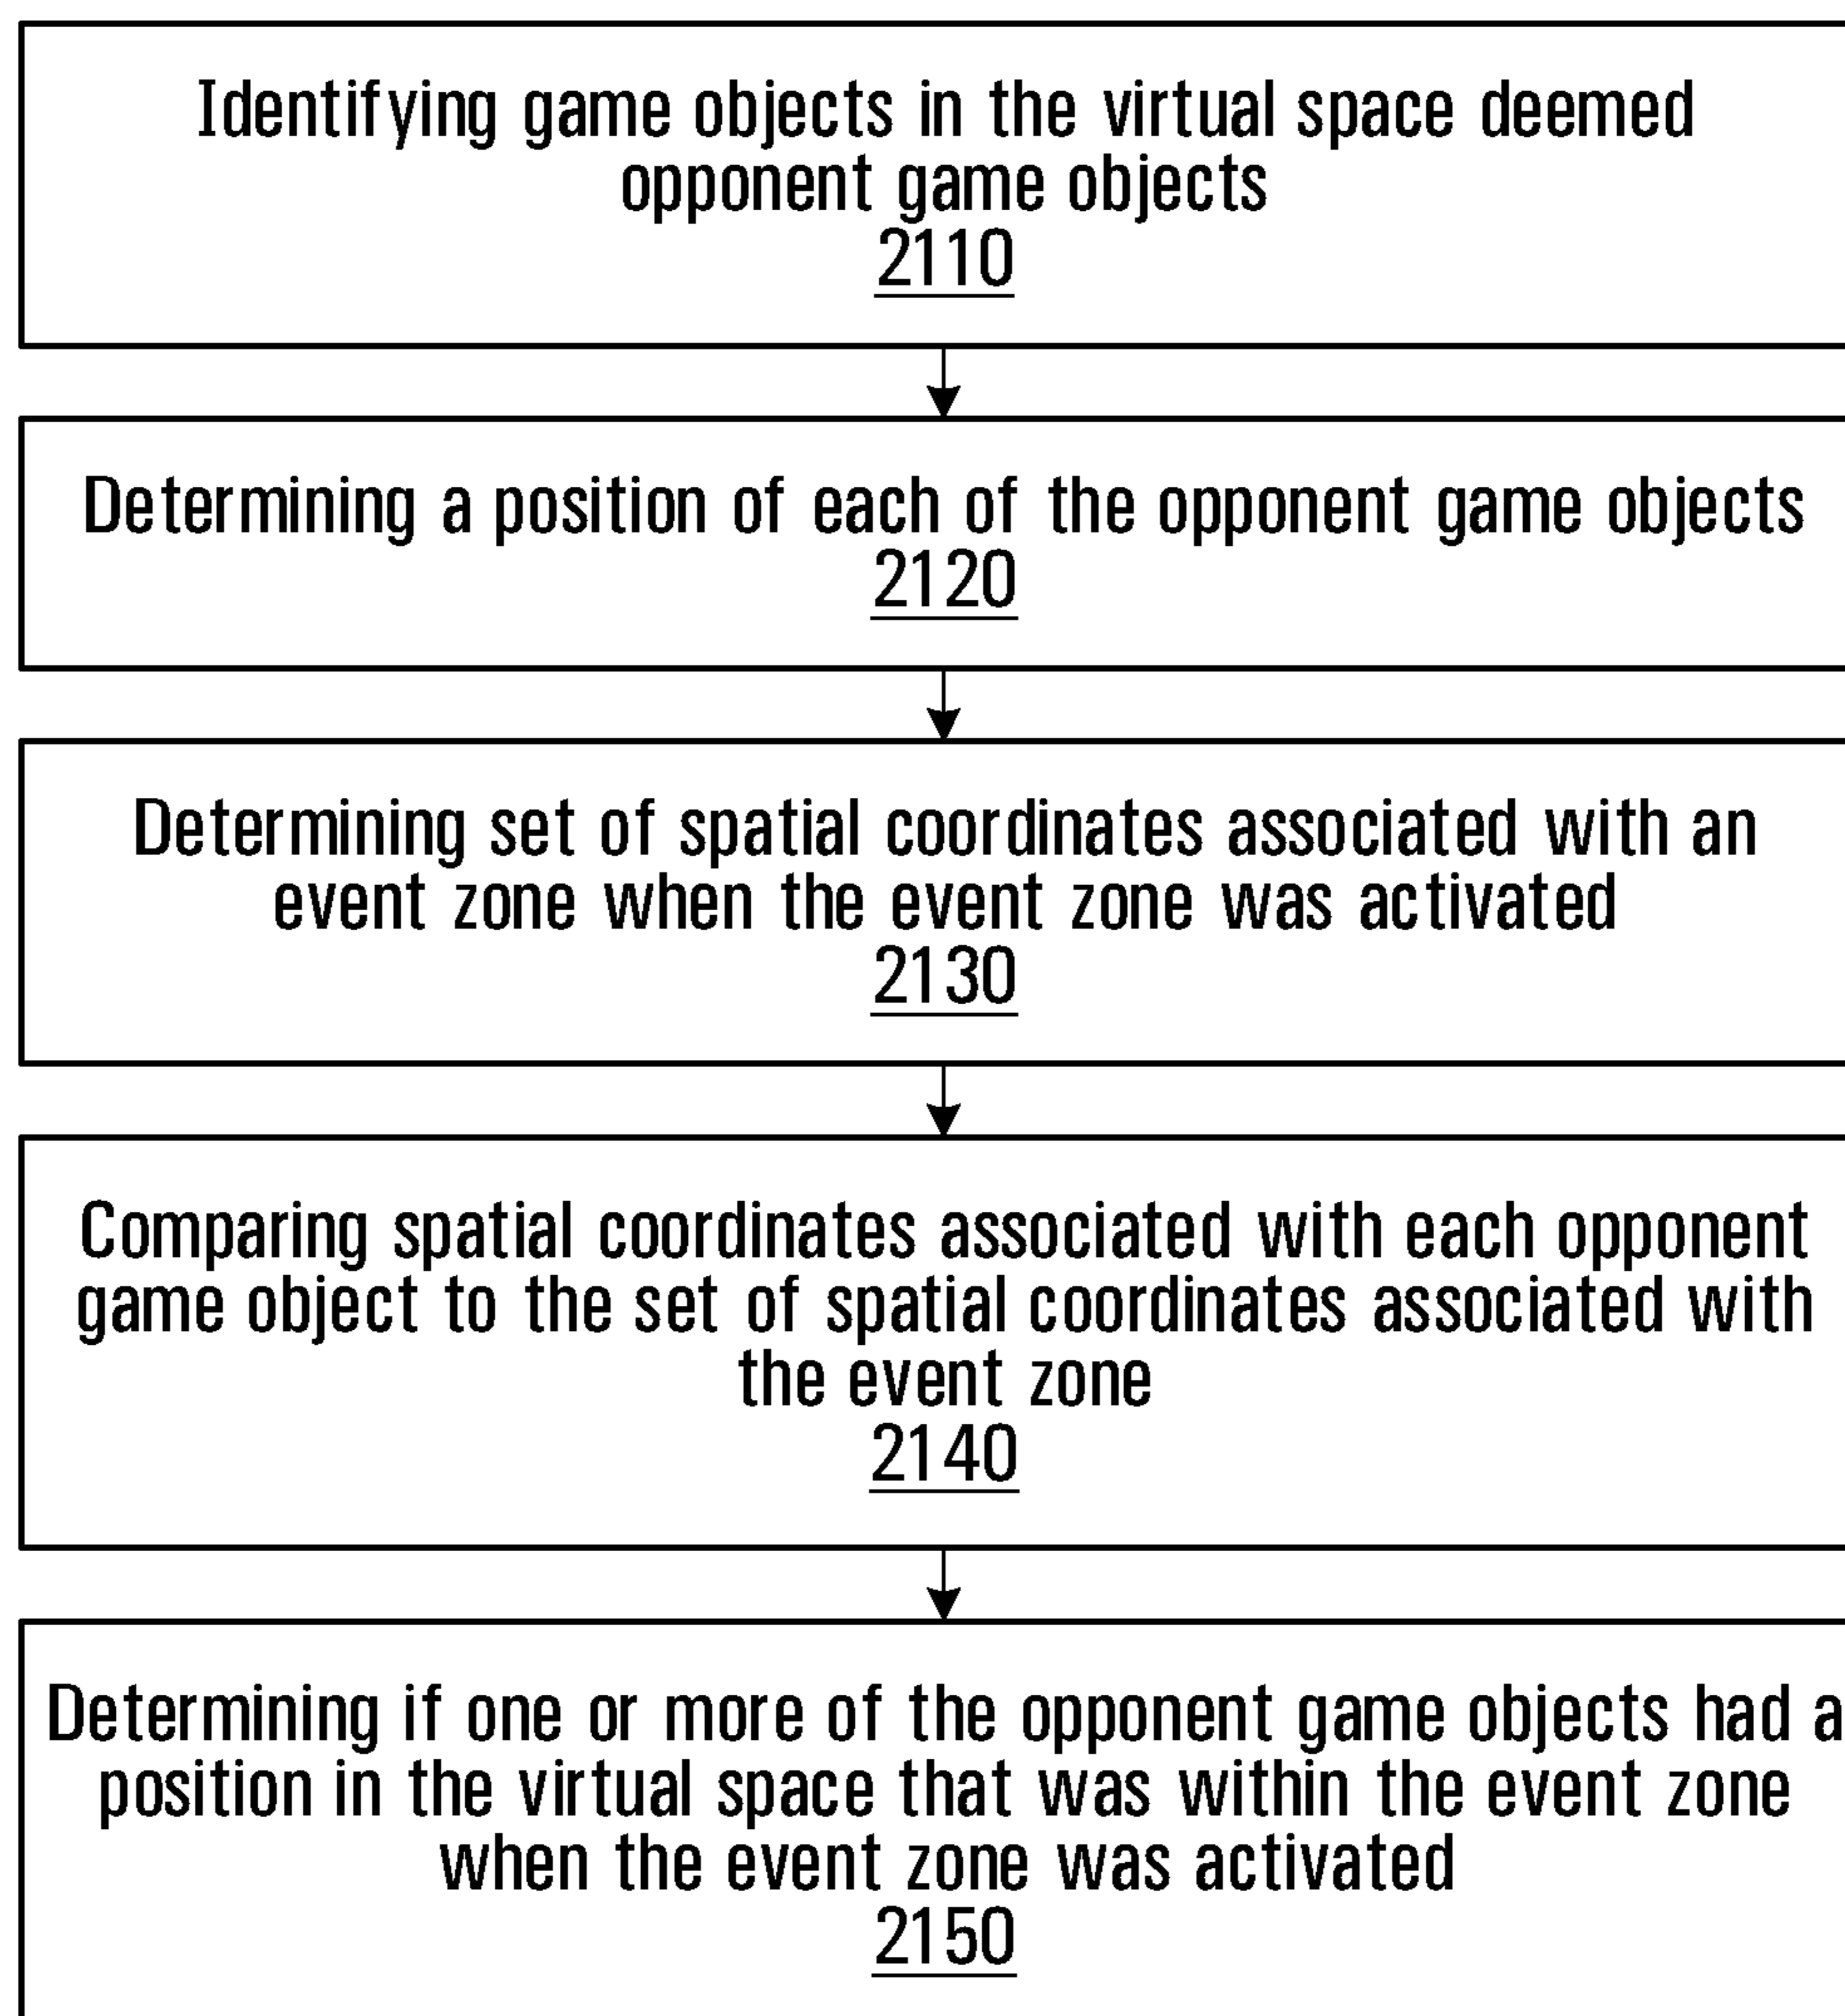 Identifying game objects in the virtual space deemed
opponent game objects
2110
Determining a position of each of the opponent game objects
2120
Determining set of spatial coordinates associated with an
event zone when the event zone was activated
2130
Comparing spatial coordinates associated with each opponent
game object to the set of spatial coordinates associated with
the event zone
2140
Determining if one or more of the opponent game objects had a
position in the virtual space that was within the event zone
when the event zone was activated
2150